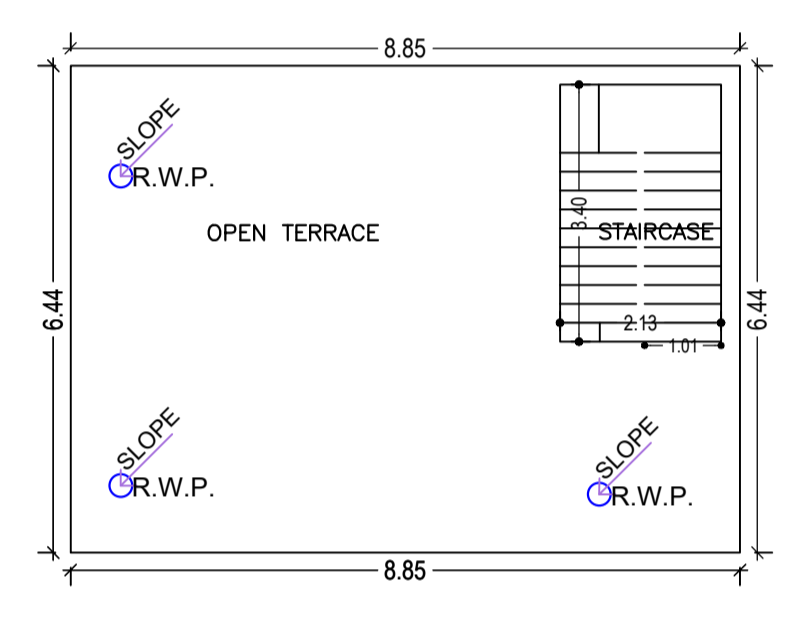 8.85
SLOPE
R.W.P.
OPEN TERRACE
3.40
STAIRCASE
6.44
6.44
2.13
1.01
SLOPE
R.W.P.
SLOPE
R.W.P.
8.85